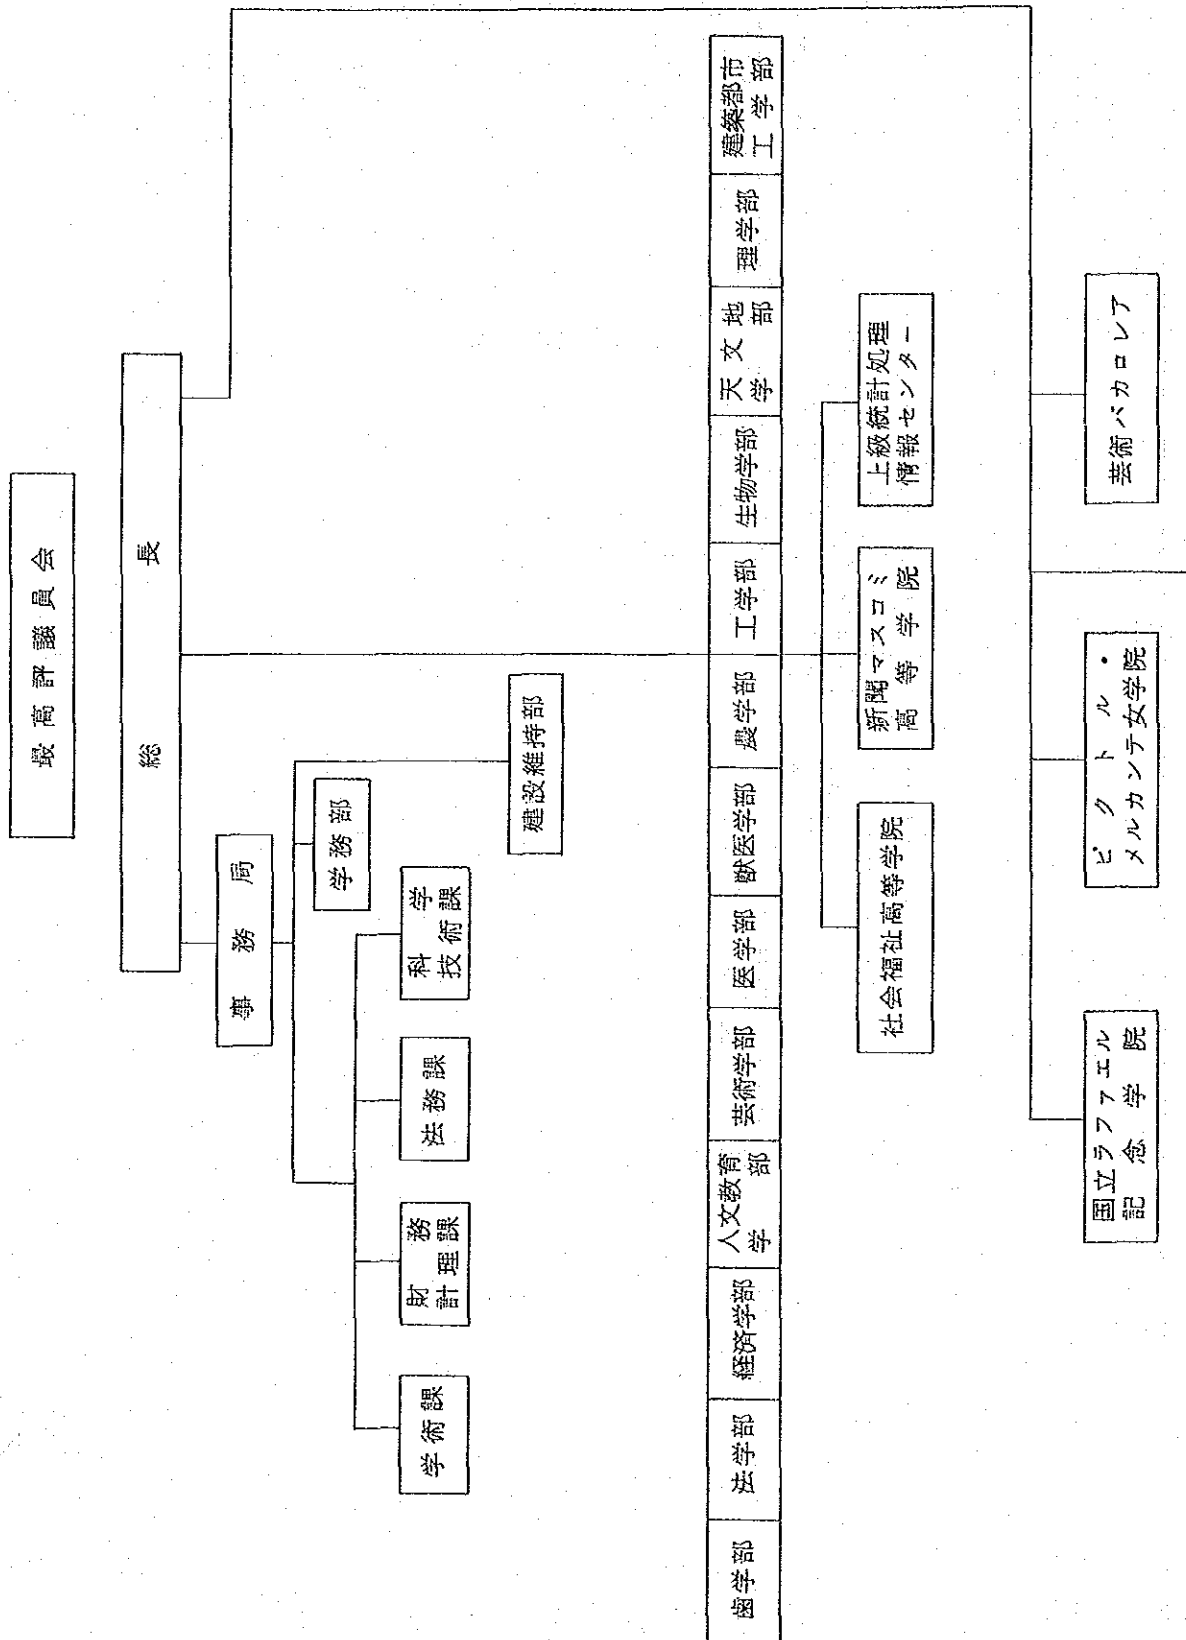 最高評議員会
総長
事務局
学務部
建設維持部
学術課
財務
計理課
法務課
科学
技術課
歯学部
法学部
経済学部
人文教育
学部
芸術学部
医学部
獣医学部
農学部
工学部
生物学部
天文地
学部
理学部
建築都市
工学部
社会福祉高等学院
新聞マスコミ
高等学院
上級統計処理
情報センター
国立ラファエル
記念学院
ビクトル・
メルカンテ女学院
芸術バカロレア